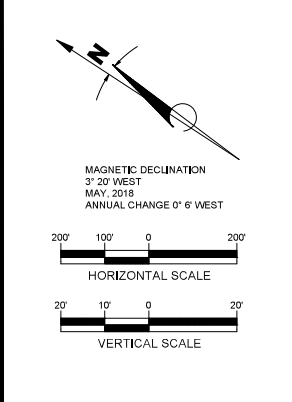 N
MAGNETIC DECLINATION
3° 20' WEST
MAY, 2018
ANNUAL CHANGE 0° 6' WEST
200' 100' 0 200'
HORIZONTAL SCALE
20' 10' 0 20'
VERTICAL SCALE